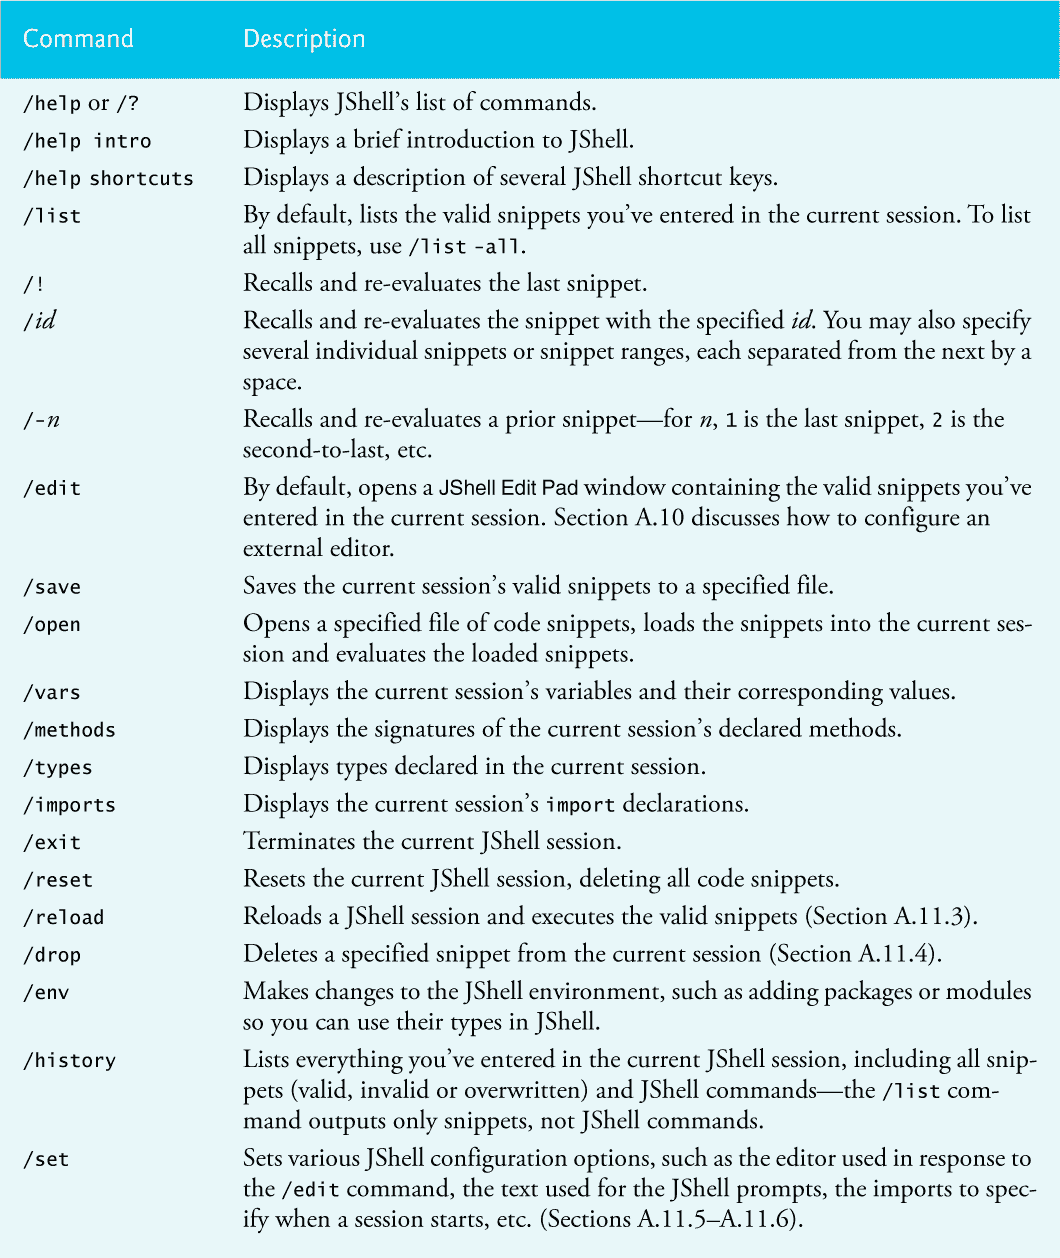 Command Description
/help or /? Displays JShell’s list of commands.
/help intro Displays a brief introduction to JShell.
/help shortcuts Displays a description of several JShell shortcut keys.
/list By default, lists the valid snippets you’ve entered in the current session. To list
all snippets, use /list -all.
/! Recalls and re-evaluates the last snippet.
/id Recalls and re-evaluates the snippet with the specified id. You may also specify
several individual snippets or snippet ranges, each separated from the next by a
space.
/-n Recalls and re-evaluates a prior snippet—for n, 1 is the last snippet, 2 is the
second-to-last, etc.
/edit By default, opens a JShell Edit Pad window containing the valid snippets you’ve
entered in the current session. Section A.10 discusses how to configure an
external editor.
/save Saves the current session’s valid snippets to a specified file.
/open Opens a specified file of code snippets, loads the snippets into the current ses-
sion and evaluates the loaded snippets.
/vars Displays the current session’s variables and their corresponding values.
/methods Displays the signatures of the current session’s declared methods.
/types Displays types declared in the current session.
/imports Displays the current session’s import declarations.
/exit Terminates the current JShell session.
/reset Resets the current JShell session, deleting all code snippets.
/reload Reloads a JShell session and executes the valid snippets (Section A.11.3).
/drop Deletes a specified snippet from the current session (Section A.11.4).
/env Makes changes to the JShell environment, such as adding packages or modules
so you can use their types in JShell.
/history Lists everything you’ve entered in the current JShell session, including all snip-
pets (valid, invalid or overwritten) and JShell commands—the /list com-
mand outputs only snippets, not JShell commands.
/set Sets various JShell configuration options, such as the editor used in response to
the /edit command, the text used for the JShell prompts, the imports to spec-
ify when a session starts, etc. (Sections A.11.5–A.11.6).